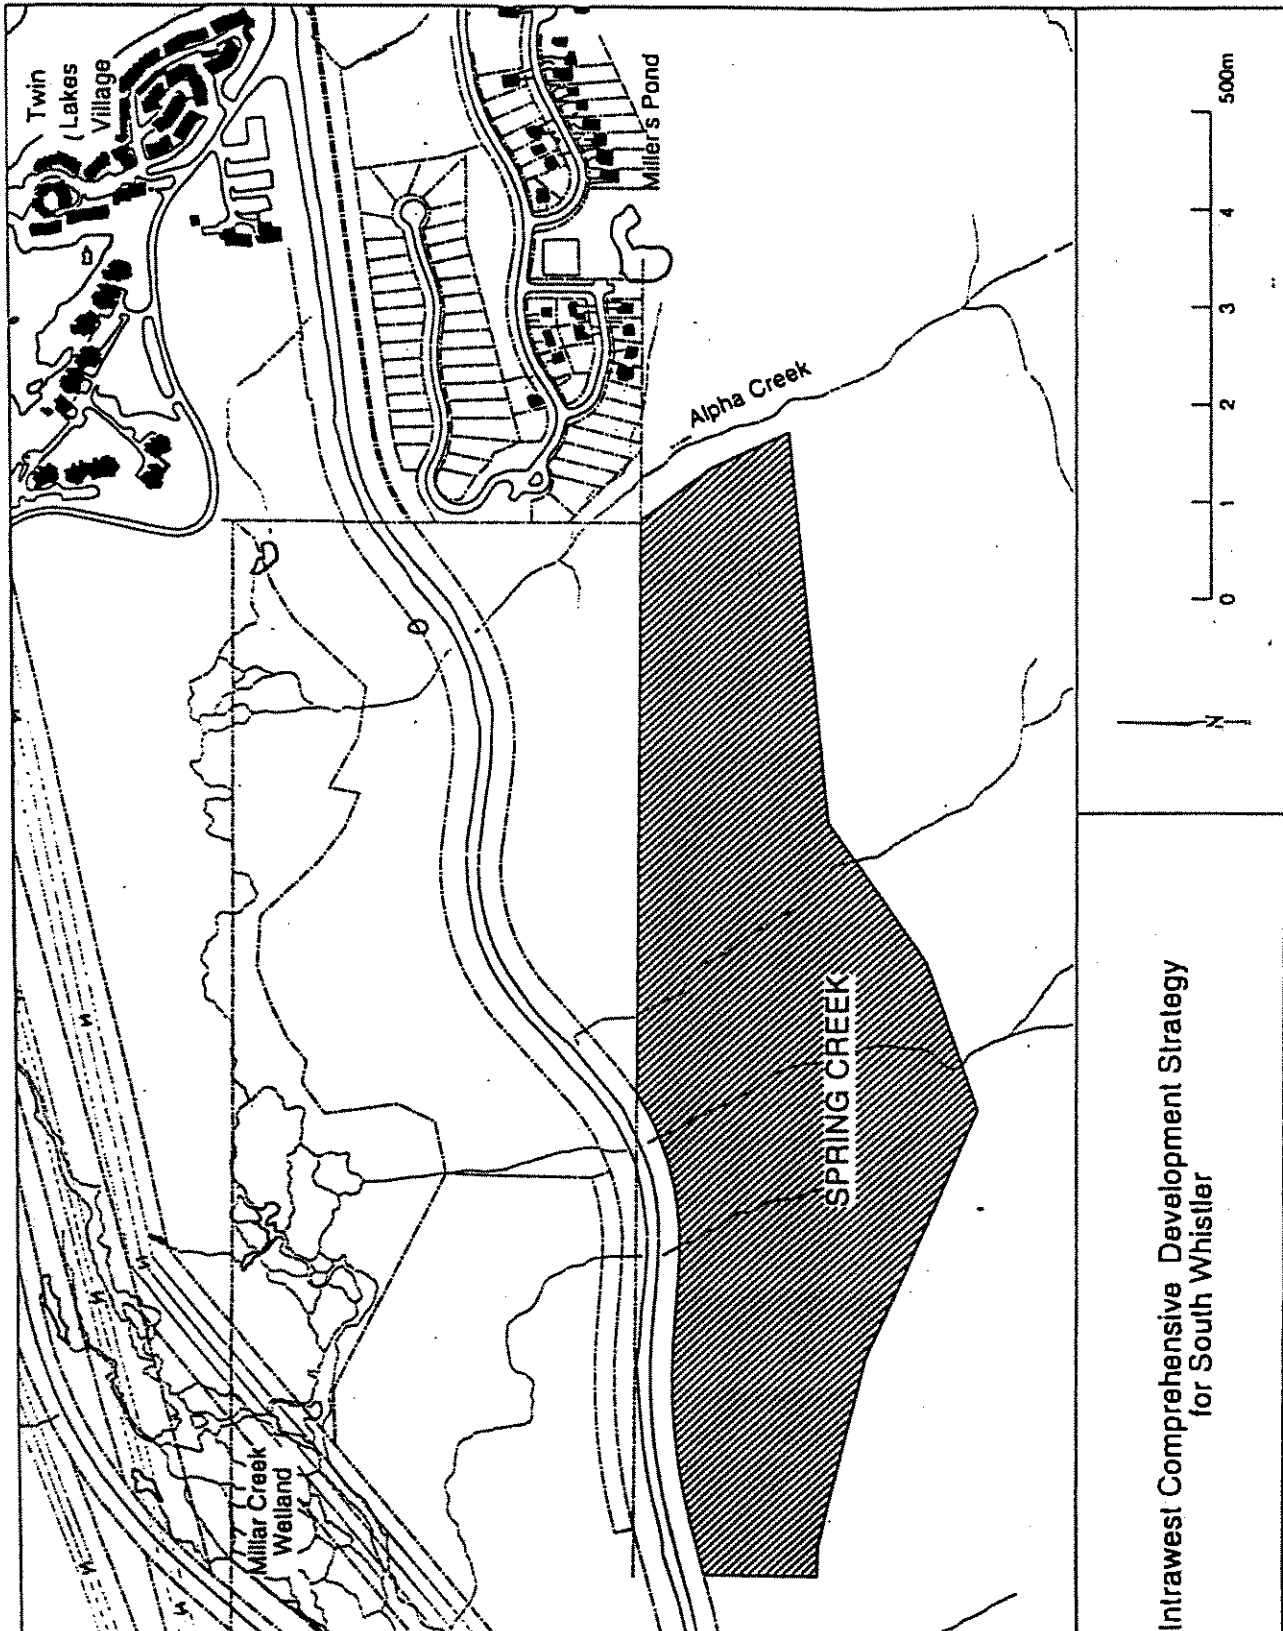 Twin
Lakes
Village
Miller's Pond
Alpha Creek
SPRING CREEK
Millar Creek
Wetland
0 1 2 3 4 500m
N
Intrawest Comprehensive Development Strategy
for South Whistler